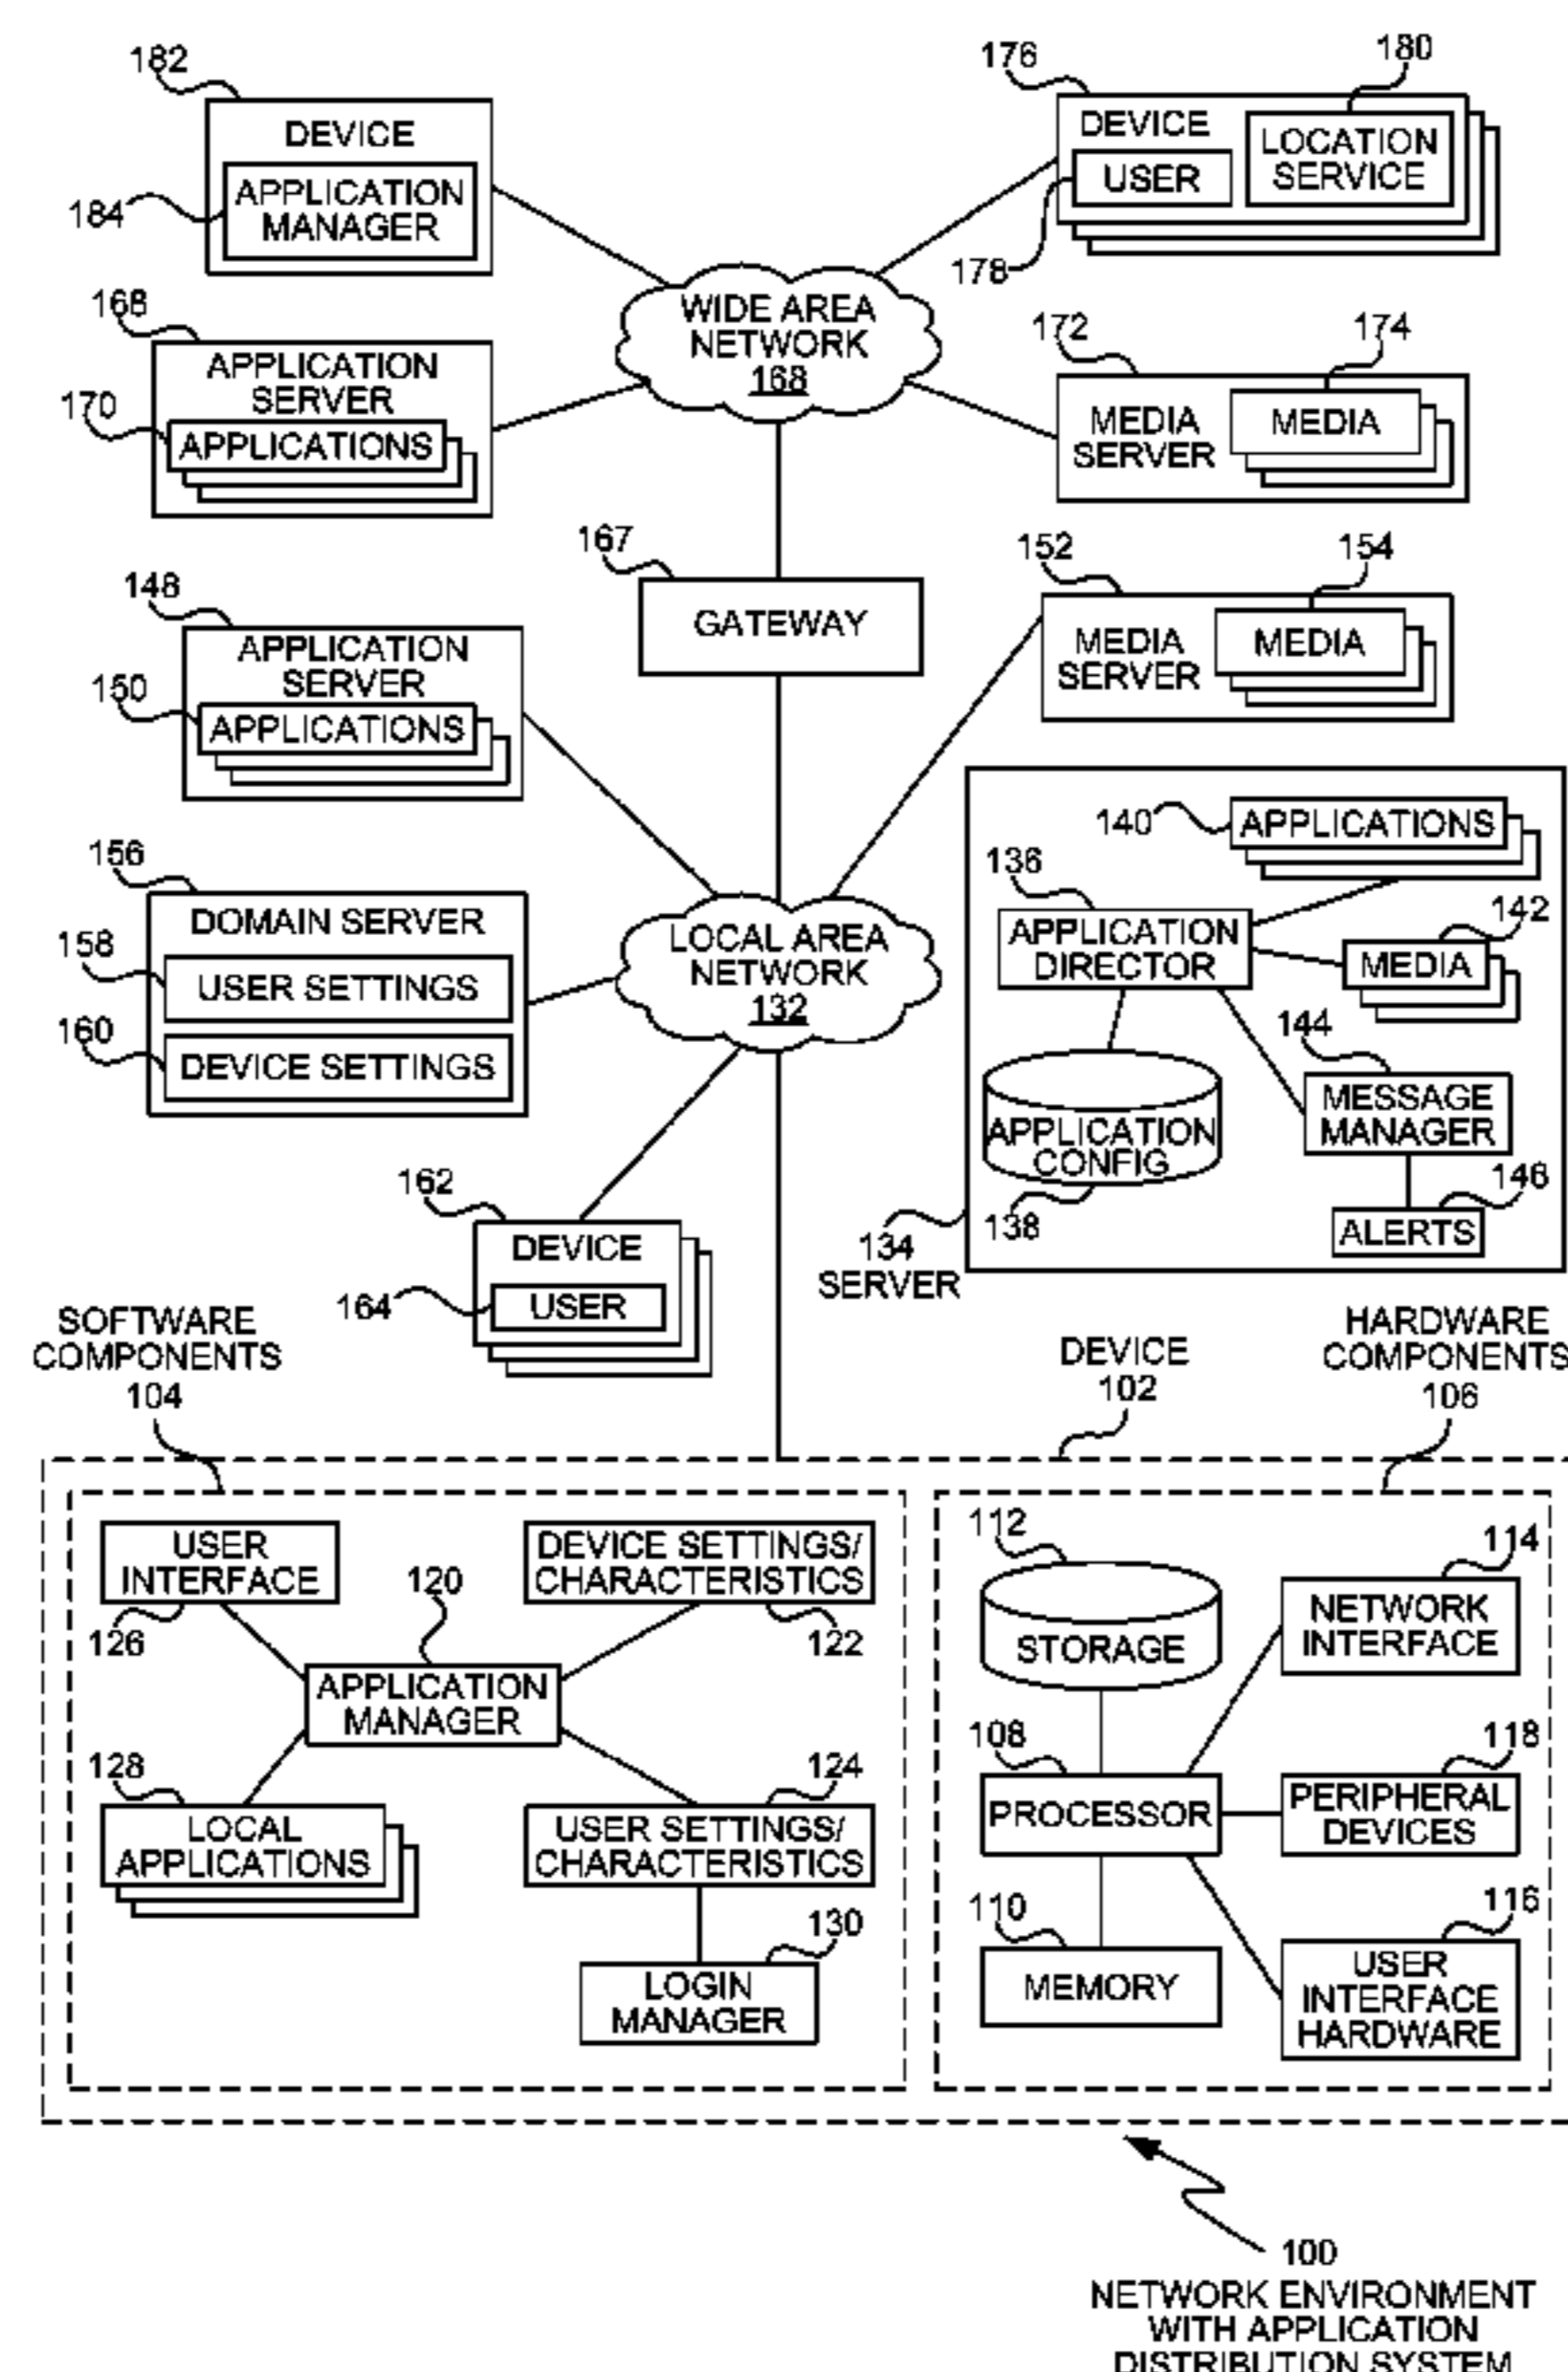 182
DEVICE
APPLICATION
MANAGER
184
176
180
DEVICE
USER
LOCATION
SERVICE
178
WIDE AREA
NETWORK
168
168
APPLICATION
SERVER
170
APPLICATIONS
172
174
MEDIA
SERVER
MEDIA
167
GATEWAY
148
APPLICATION
SERVER
150
APPLICATIONS
152
154
MEDIA
SERVER
MEDIA
156
DOMAIN SERVER
158
USER SETTINGS
160
DEVICE SETTINGS
LOCAL AREA
NETWORK
132
140
APPLICATIONS
136
APPLICATION
DIRECTOR
142
MEDIA
144
MESSAGE
MANAGER
APPLICATION
CONFIG
138
146
ALERTS
134
SERVER
162
DEVICE
164
USER
SOFTWARE
COMPONENTS
104
DEVICE
102
HARDWARE
COMPONENTS
106
USER
INTERFACE
126
120
DEVICE SETTINGS/
CHARACTERISTICS
122
APPLICATION
MANAGER
128
LOCAL
APPLICATIONS
124
USER SETTINGS/
CHARACTERISTICS
130
LOGIN
MANAGER
112
STORAGE
114
NETWORK
INTERFACE
108
PROCESSOR
118
PERIPHERAL
DEVICES
110
MEMORY
116
USER
INTERFACE
HARDWARE
100
NETWORK ENVIRONMENT
WITH APPLICATION
DISTRIBUTION SYSTEM